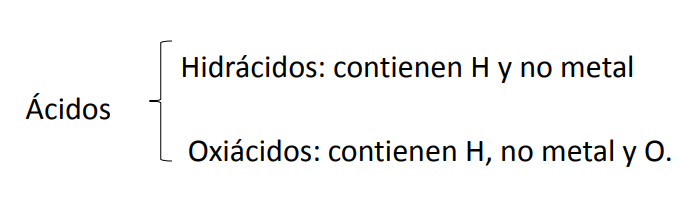 Hidrácidos: contienen H y no metal
Ácidos
Oxiácidos: contienen H, no metal y O.